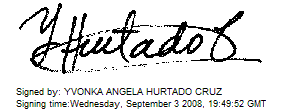 YHurtado C
Signed by: YVONKA ANGELA HURTADO CRUZ
Signing time:Wednesday, September 3 2008, 19:49:52 GMT